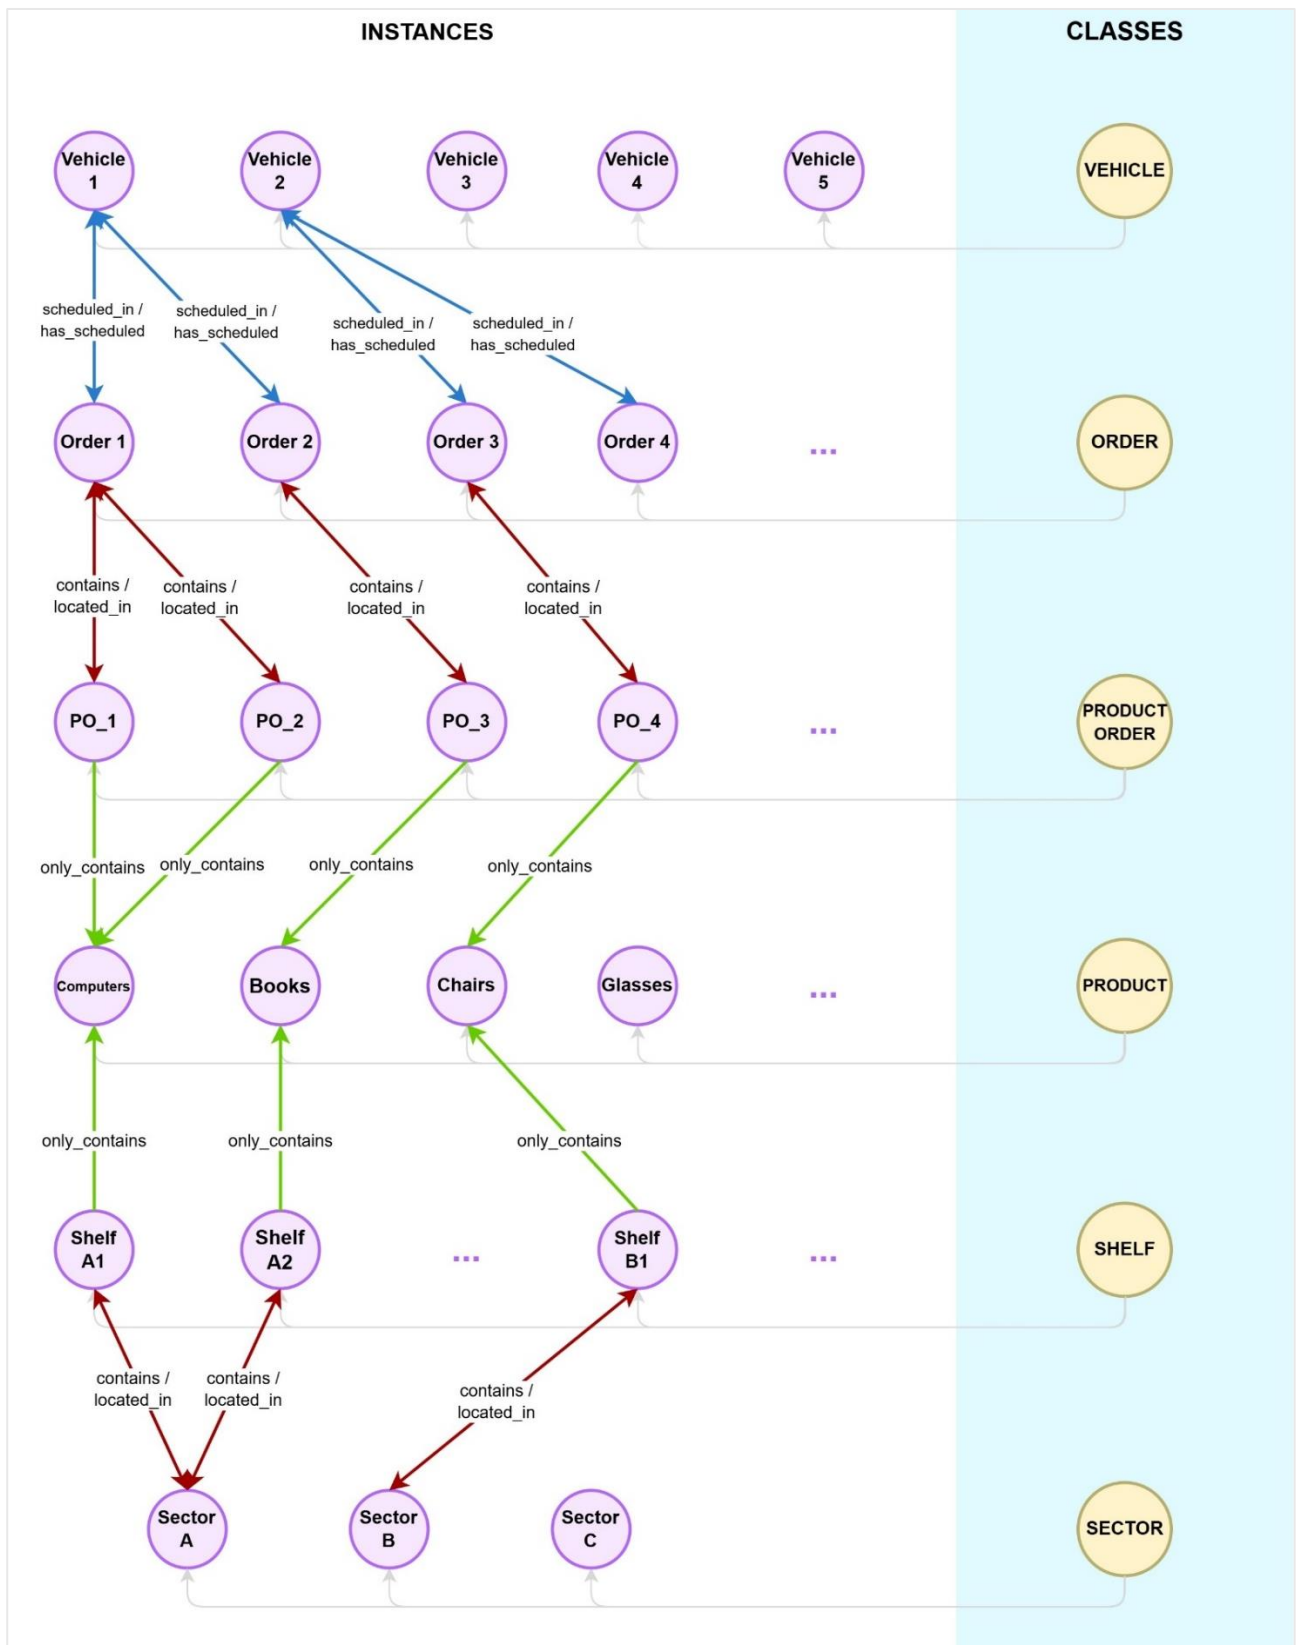 INSTANCES
CLASSES
Vehicle
1
Vehicle
2
Vehicle
3
Vehicle
4
Vehicle
5
VEHICLE
scheduled_in /
has_scheduled
scheduled_in /
has_scheduled
scheduled_in /
has_scheduled
scheduled_in /
has_scheduled
Order 1
Order 2
Order 3
Order 4
...
ORDER
contains /
located_in
contains /
located_in
contains /
located_in
contains /
located_in
PO_1
PO_2
PO_3
PO_4
...
PRODUCT
ORDER
only_contains
only_contains
only_contains
only_contains
Computers
Books
Chairs
Glasses
...
PRODUCT
only_contains
only_contains
only_contains
Shelf
A1
Shelf
A2
...
Shelf
B1
...
SHELF
contains /
located_in
contains /
located_in
contains /
located_in
Sector
A
Sector
B
Sector
C
SECTOR